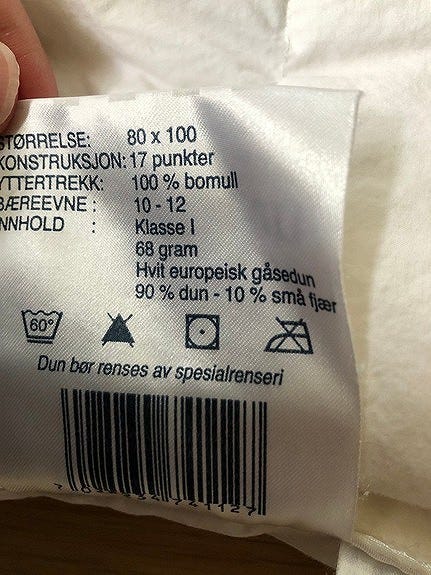 STØRRELSE: 80 x 100
KONSTRUKSJON: 17 punkter
YTTERTREKK: 100 % bomull
BÆREEVNE : 10 - 12
INNHOLD : Klasse I
68 gram
Hvit europeisk gåsedun
90 % dun - 10 % små fjær
60°
Dun bør renses av spesialrenseri